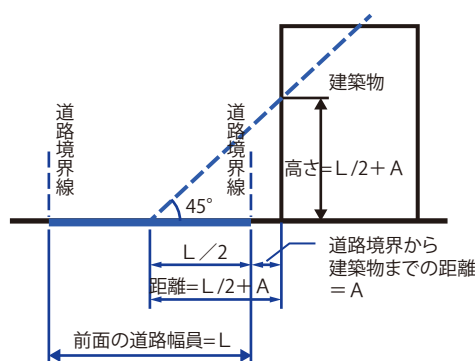 建築物
道路境界線
道路境界線
高さ=L/2+A
45°
L/2
距離=L/2+A
道路境界から
建築物までの距離
=A
前面の道路幅員=L